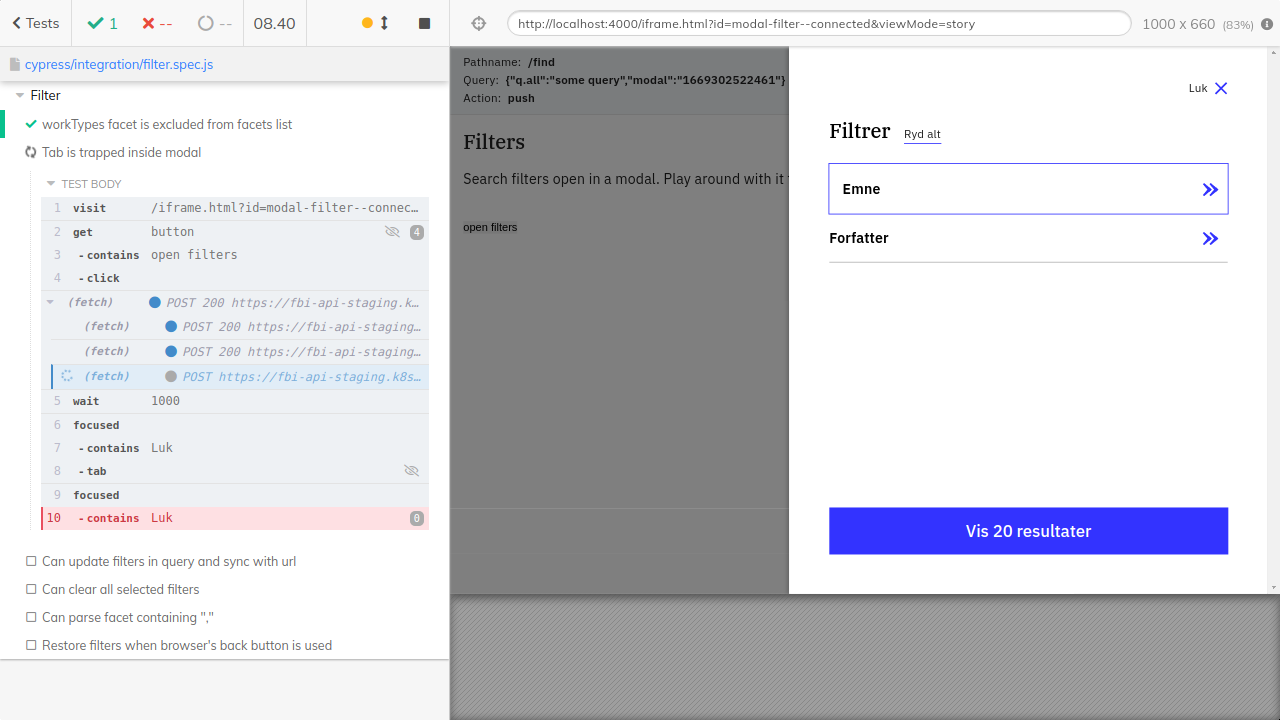 Tests
1
--
--
08.40
http://localhost:4000/iframe.html?id=modal-filter--connected&viewMode=story
1000 x 660 (83%)
cypress/integration/filter.spec.js
Filter
workTypes facet is excluded from facets list
Tab is trapped inside modal
TEST BODY
1 visit /iframe.html?id=modal-filter--connec…
2 get button 4
3 -contains open filters
4 -click
(fetch) POST 200 https://fbi-api-staging.k…
(fetch) POST 200 https://fbi-api-staging…
(fetch) POST 200 https://fbi-api-staging…
(fetch) POST https://fbi-api-staging.k8s…
5 wait 1000
6 focused
7 -contains Luk
8 -tab
9 focused
10 -contains Luk 0
Can update filters in query and sync with url
Can clear all selected filters
Can parse facet containing ","
Restore filters when browser's back button is used
Pathname: /find
Query: {"q.all":"some query","modal":"1669302522461"}
Action: push
Filters
Search filters open in a modal. Play around with it
open filters
Luk
Filtrer Ryd alt
Emne
Forfatter
Vis 20 resultater